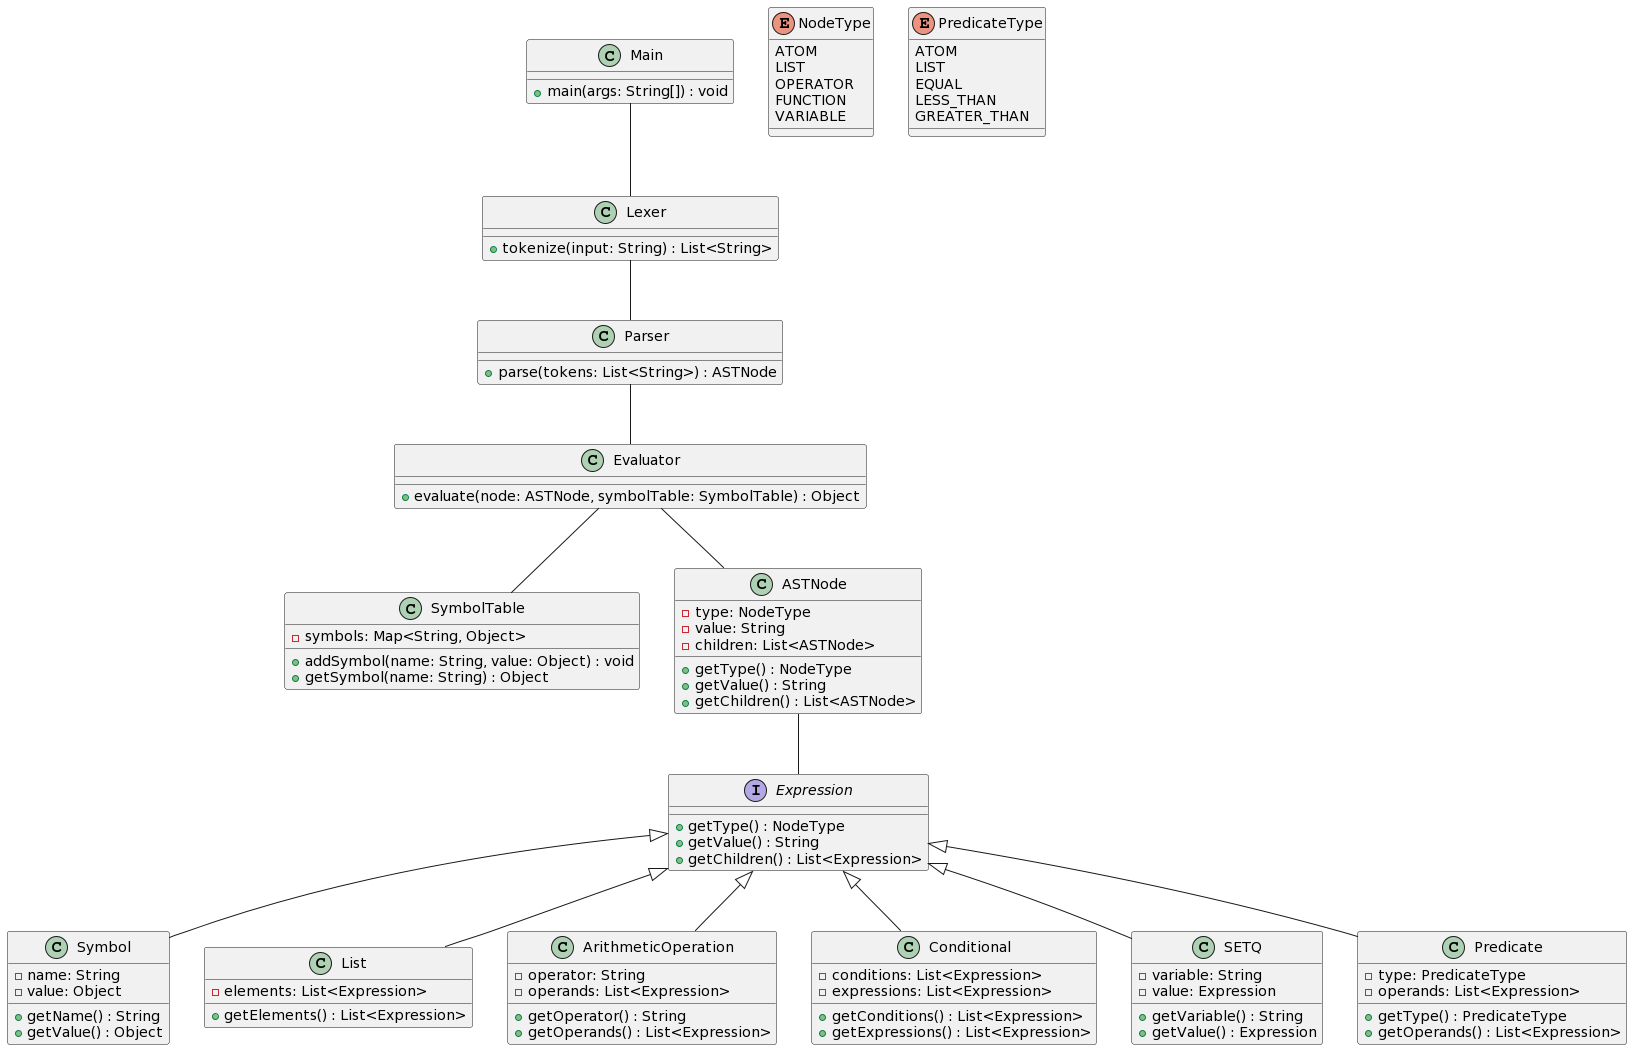 C Main
main(args: String[]) : void
E NodeType
ATOM
LIST
OPERATOR
FUNCTION
VARIABLE
E PredicateType
ATOM
LIST
EQUAL
LESS_THAN
GREATER_THAN
C Lexer
tokenize(input: String) : List<String>
C Parser
parse(tokens: List<String>) : ASTNode
C Evaluator
evaluate(node: ASTNode, symbolTable: SymbolTable) : Object
C SymbolTable
symbols: Map<String, Object>
addSymbol(name: String, value: Object) : void
getSymbol(name: String) : Object
C ASTNode
type: NodeType
value: String
children: List<ASTNode>
getType() : NodeType
getValue() : String
getChildren() : List<ASTNode>
I Expression
getType() : NodeType
getValue() : String
getChildren() : List<Expression>
C Symbol
name: String
value: Object
getName() : String
getValue() : Object
C List
elements: List<Expression>
getElements() : List<Expression>
C ArithmeticOperation
operator: String
operands: List<Expression>
getOperator() : String
getOperands() : List<Expression>
C Conditional
conditions: List<Expression>
expressions: List<Expression>
getConditions() : List<Expression>
getExpressions() : List<Expression>
C SETQ
variable: String
value: Expression
getVariable() : String
getValue() : Expression
C Predicate
type: PredicateType
operands: List<Expression>
getType() : PredicateType
getOperands() : List<Expression>